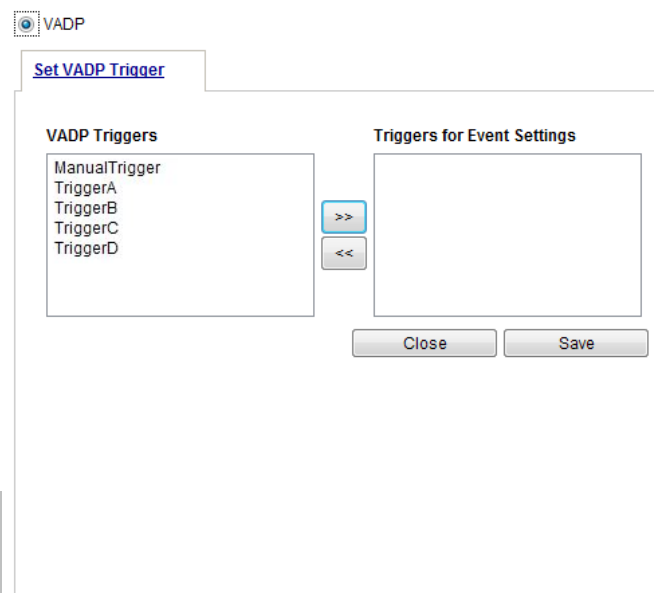 VADP
Set VADP Trigger
VADP Triggers
Triggers for Event Settings
ManualTrigger
TriggerA
TriggerB
TriggerC
TriggerD
>>
<<
Close
Save